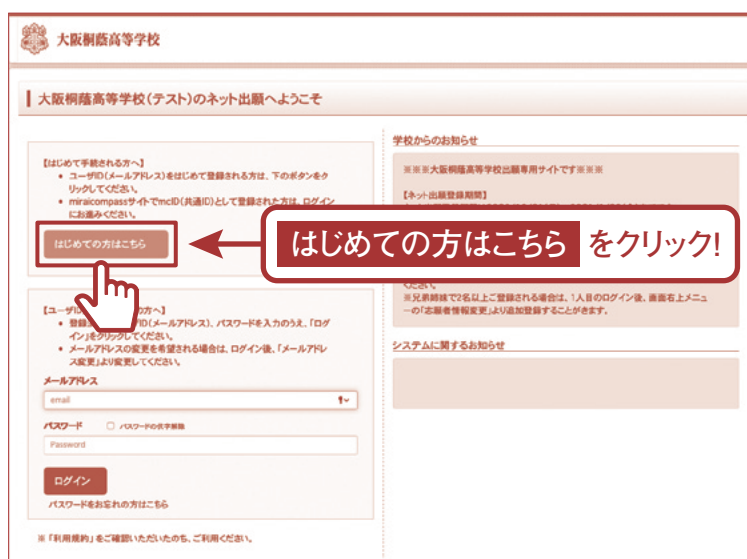 大阪桐蔭高等学校
大阪桐蔭高等学校（テスト）のネット出願へようこそ
【はじめて手続される方へ】
• ユーザID（メールアドレス）をはじめて登録される方は、下のボタンをク
リックしてください。
• miraicompassサイトでmcID（共通ID）として登録された方は、ログイン
にお進みください。
はじめての方はこちら
はじめての方はこちら をクリック!
【ユーザID
の方へ】
• 登録
ID（メールアドレス）、パスワードを入力のうえ、「ログ
イン」をクリックしてください。
• メールアドレスの変更を希望される場合は、ログイン後、「メールアドレ
ス変更」より変更してください。
メールアドレス
email
パスワード
パスワードの伏字解除
Password
ログイン
パスワードをお忘れの方はこちら
※「利用規約」をご確認いただいたのち、ご利用ください。
学校からのお知らせ
※※※大阪桐蔭高等学校出願専用サイトです※※※
【ネット出願登録期間】
ください。
※兄弟姉妹で2名以上ご登録される場合は、1人目のログイン後、画面右上メニュ
ーの「志願者情報変更」より追加登録することができます。
システムに関するお知らせ